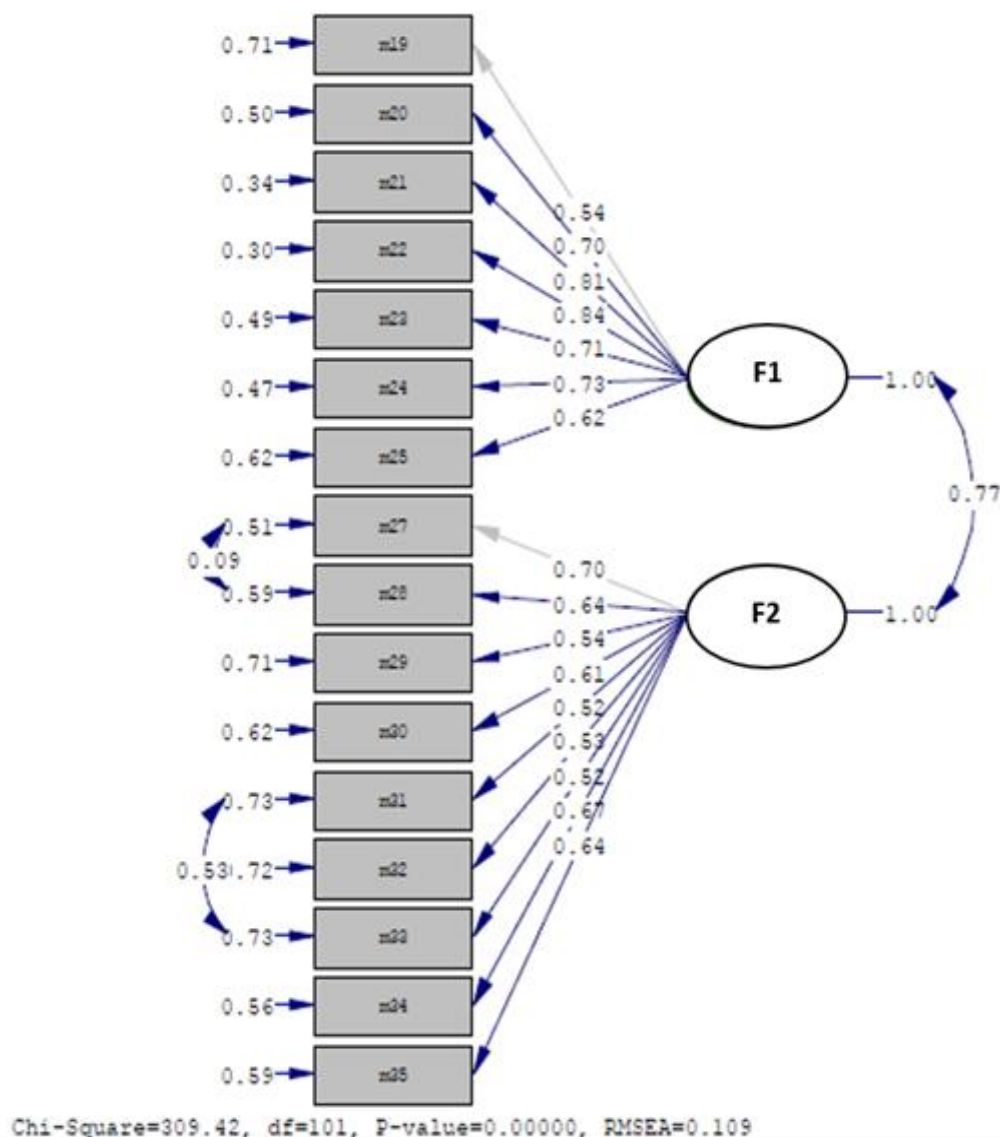 0.71 m19
0.50 m20
0.34 m21
0.30 m22
0.49 m23
0.47 m24
0.62 m25
0.51 m27
0.09
0.59 m28
0.71 m29
0.62 m30
0.73 m31
0.53 0.72 m32
0.73 m33
0.56 m34
0.59 m35
0.54
0.70
0.81
0.84
0.71
0.73
0.62
0.70
0.64
0.54
0.61
0.52
0.53
0.52
0.67
0.64
F1 1.00
0.77
F2 1.00
Chi-Square=309.42, df=101, P-value=0.00000, RMSEA=0.109